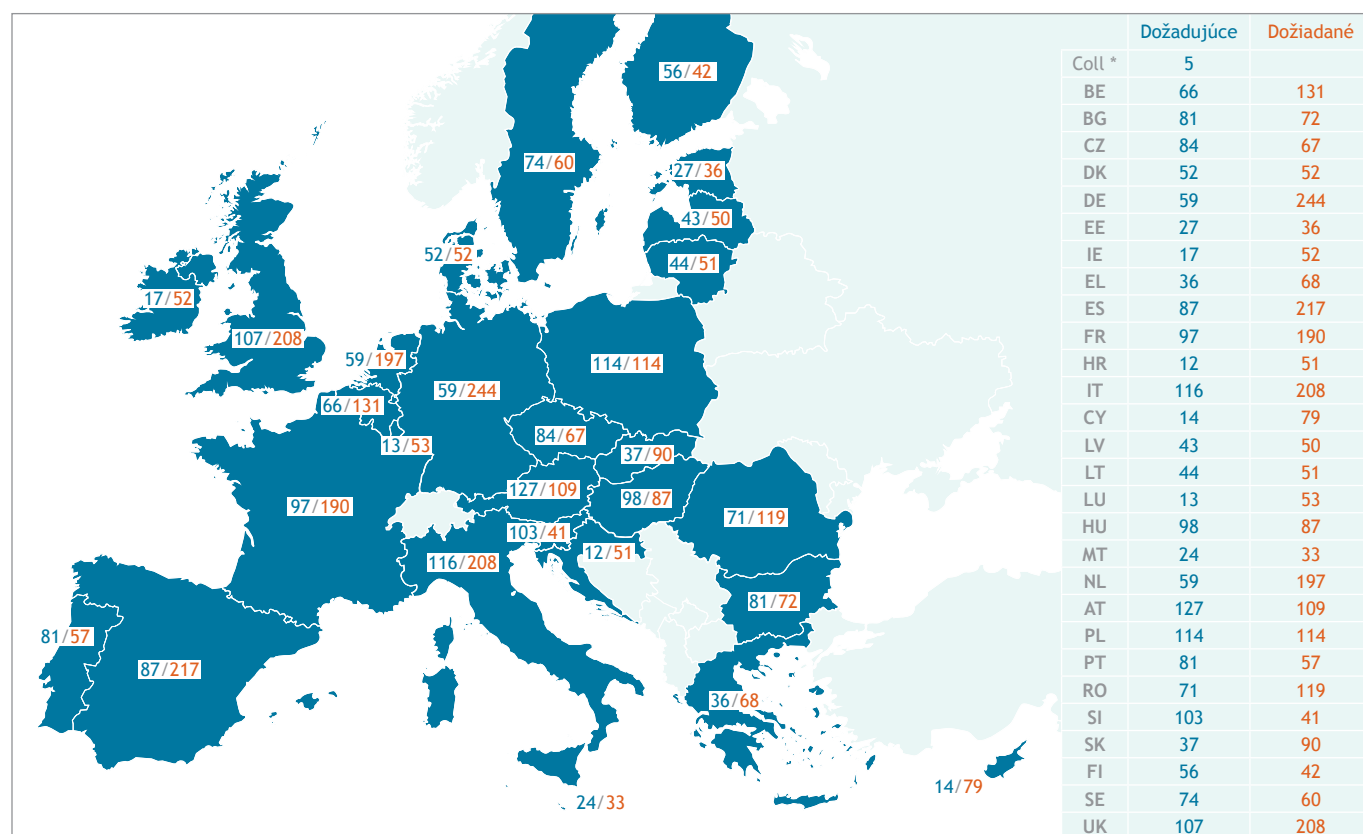 56/42
74/60
27/36
43/50
52/52
44/51
17/52
107/208
59/197
114/114
59/244
66/131
84/67
13/53
37/90
127/109
98/87
97/190
71/119
103/41
12/51
116/208
81/72
81/57
87/217
36/68
14/79
24/33
Dožadujúce Dožiadané
Coll * 5
BE 66 131
BG 81 72
CZ 84 67
DK 52 52
DE 59 244
EE 27 36
IE 17 52
EL 36 68
ES 87 217
FR 97 190
HR 12 51
IT 116 208
CY 14 79
LV 43 50
LT 44 51
LU 13 53
HU 98 87
MT 24 33
NL 59 197
AT 127 109
PL 114 114
PT 81 57
RO 71 119
SI 103 41
SK 37 90
FI 56 42
SE 74 60
UK 107 208